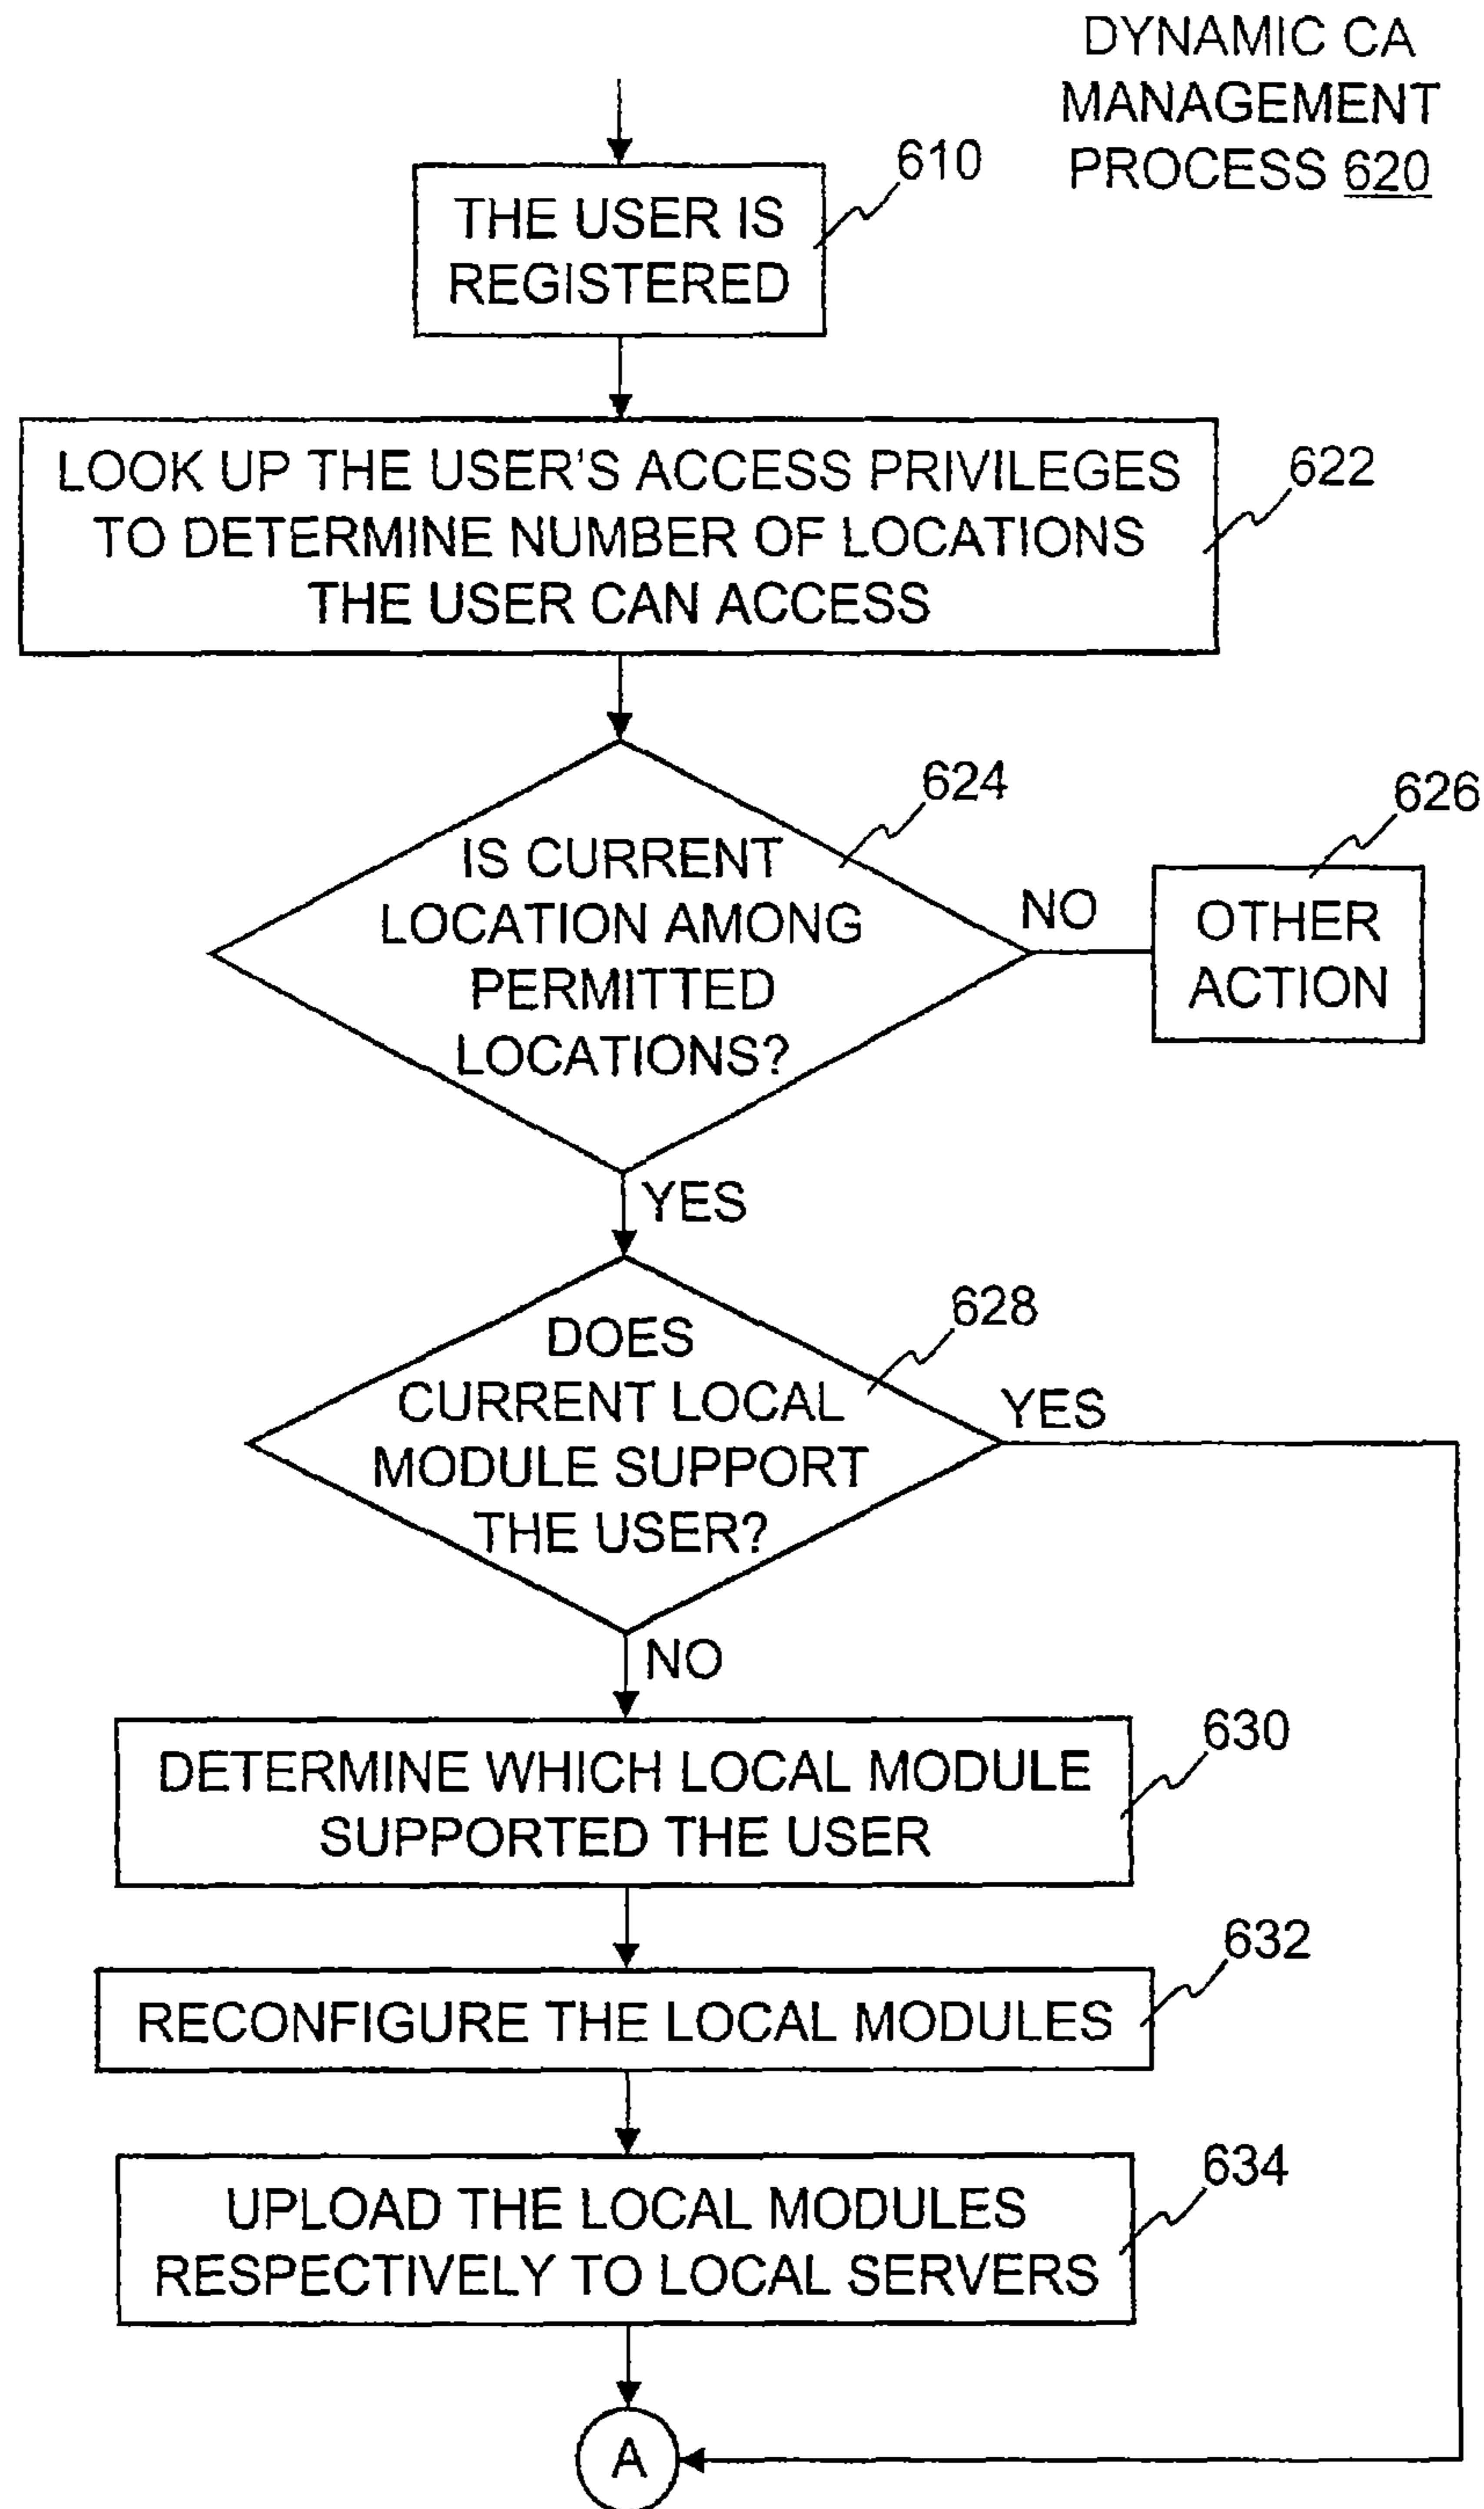 DYNAMIC CA
MANAGEMENT
PROCESS 620
610
THE USER IS
REGISTERED
622
LOOK UP THE USER'S ACCESS PRIVILEGES
TO DETERMINE NUMBER OF LOCATIONS
THE USER CAN ACCESS
624
IS CURRENT
LOCATION AMONG
PERMITTED
LOCATIONS?
NO
626
OTHER
ACTION
YES
628
DOES
CURRENT LOCAL
MODULE SUPPORT
THE USER?
YES
NO
630
DETERMINE WHICH LOCAL MODULE
SUPPORTED THE USER
632
RECONFIGURE THE LOCAL MODULES
634
UPLOAD THE LOCAL MODULES
RESPECTIVELY TO LOCAL SERVERS
A